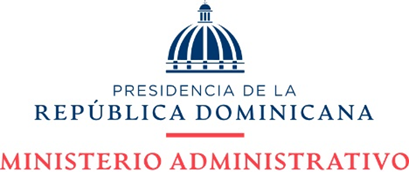 PRESIDENCIA DE LA
REPÚBLICA DOMINICANA
MINISTERIO ADMINISTRATIVO